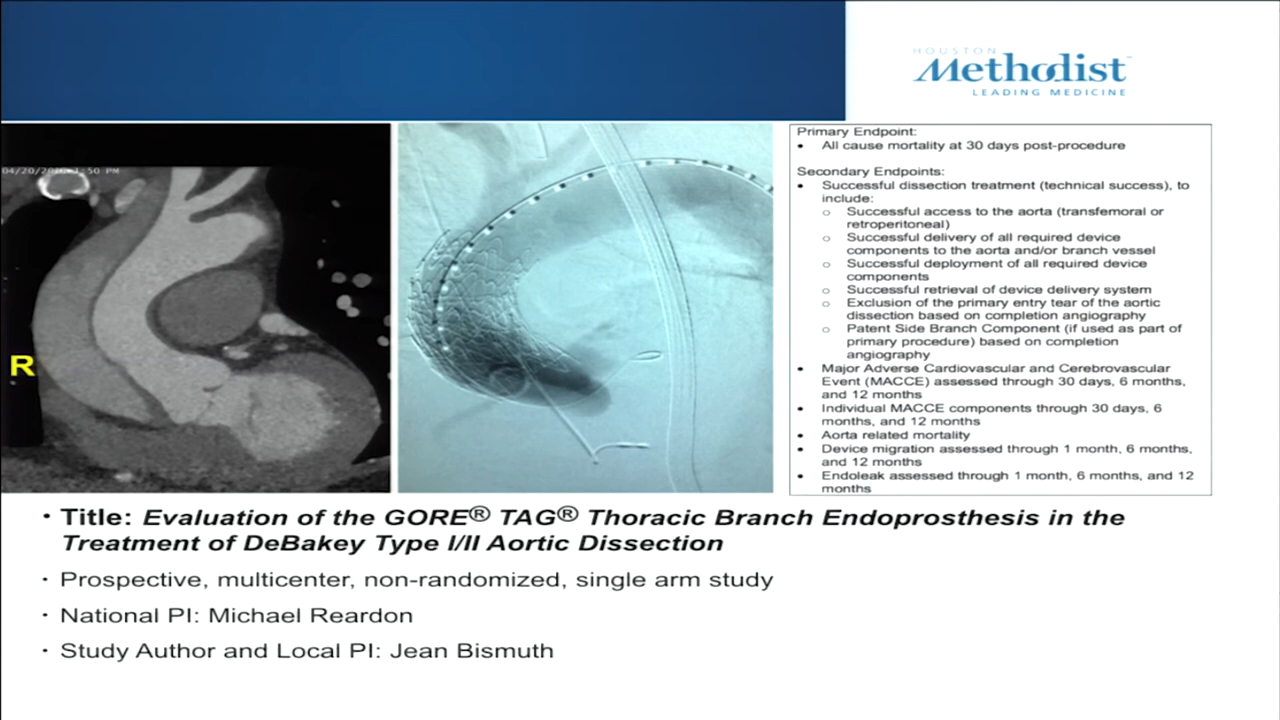 HOUSTON
Methodist
LEADING MEDICINE
R
Primary Endpoint:
• All cause mortality at 30 days post-procedure
Secondary Endpoints:
• Successful dissection treatment (technical success), to
include:
o Successful access to the aorta (transfemoral or
retroperitoneal)
o Successful delivery of all required device
components to the aorta and/or branch vessel
o Successful deployment of all required device
components
o Successful retrieval of device delivery system
o Exclusion of the primary entry tear of the aortic
dissection based on completion angiography
o Patent Side Branch Component (if used as part of
primary procedure) based on completion
angiography
• Major Adverse Cardiovascular and Cerebrovascular
Event (MACCE) assessed through 30 days, 6 months,
and 12 months
• Individual MACCE components through 30 days, 6
months, and 12 months
• Aorta related mortality
• Device migration assessed through 1 month, 6 months,
and 12 months
• Endoleak assessed through 1 month, 6 months, and 12
months
• Title: Evaluation of the GORE® TAG® Thoracic Branch Endoprosthesis in the
Treatment of DeBakey Type I/II Aortic Dissection
• Prospective, multicenter, non-randomized, single arm study
• National PI: Michael Reardon
• Study Author and Local PI: Jean Bismuth